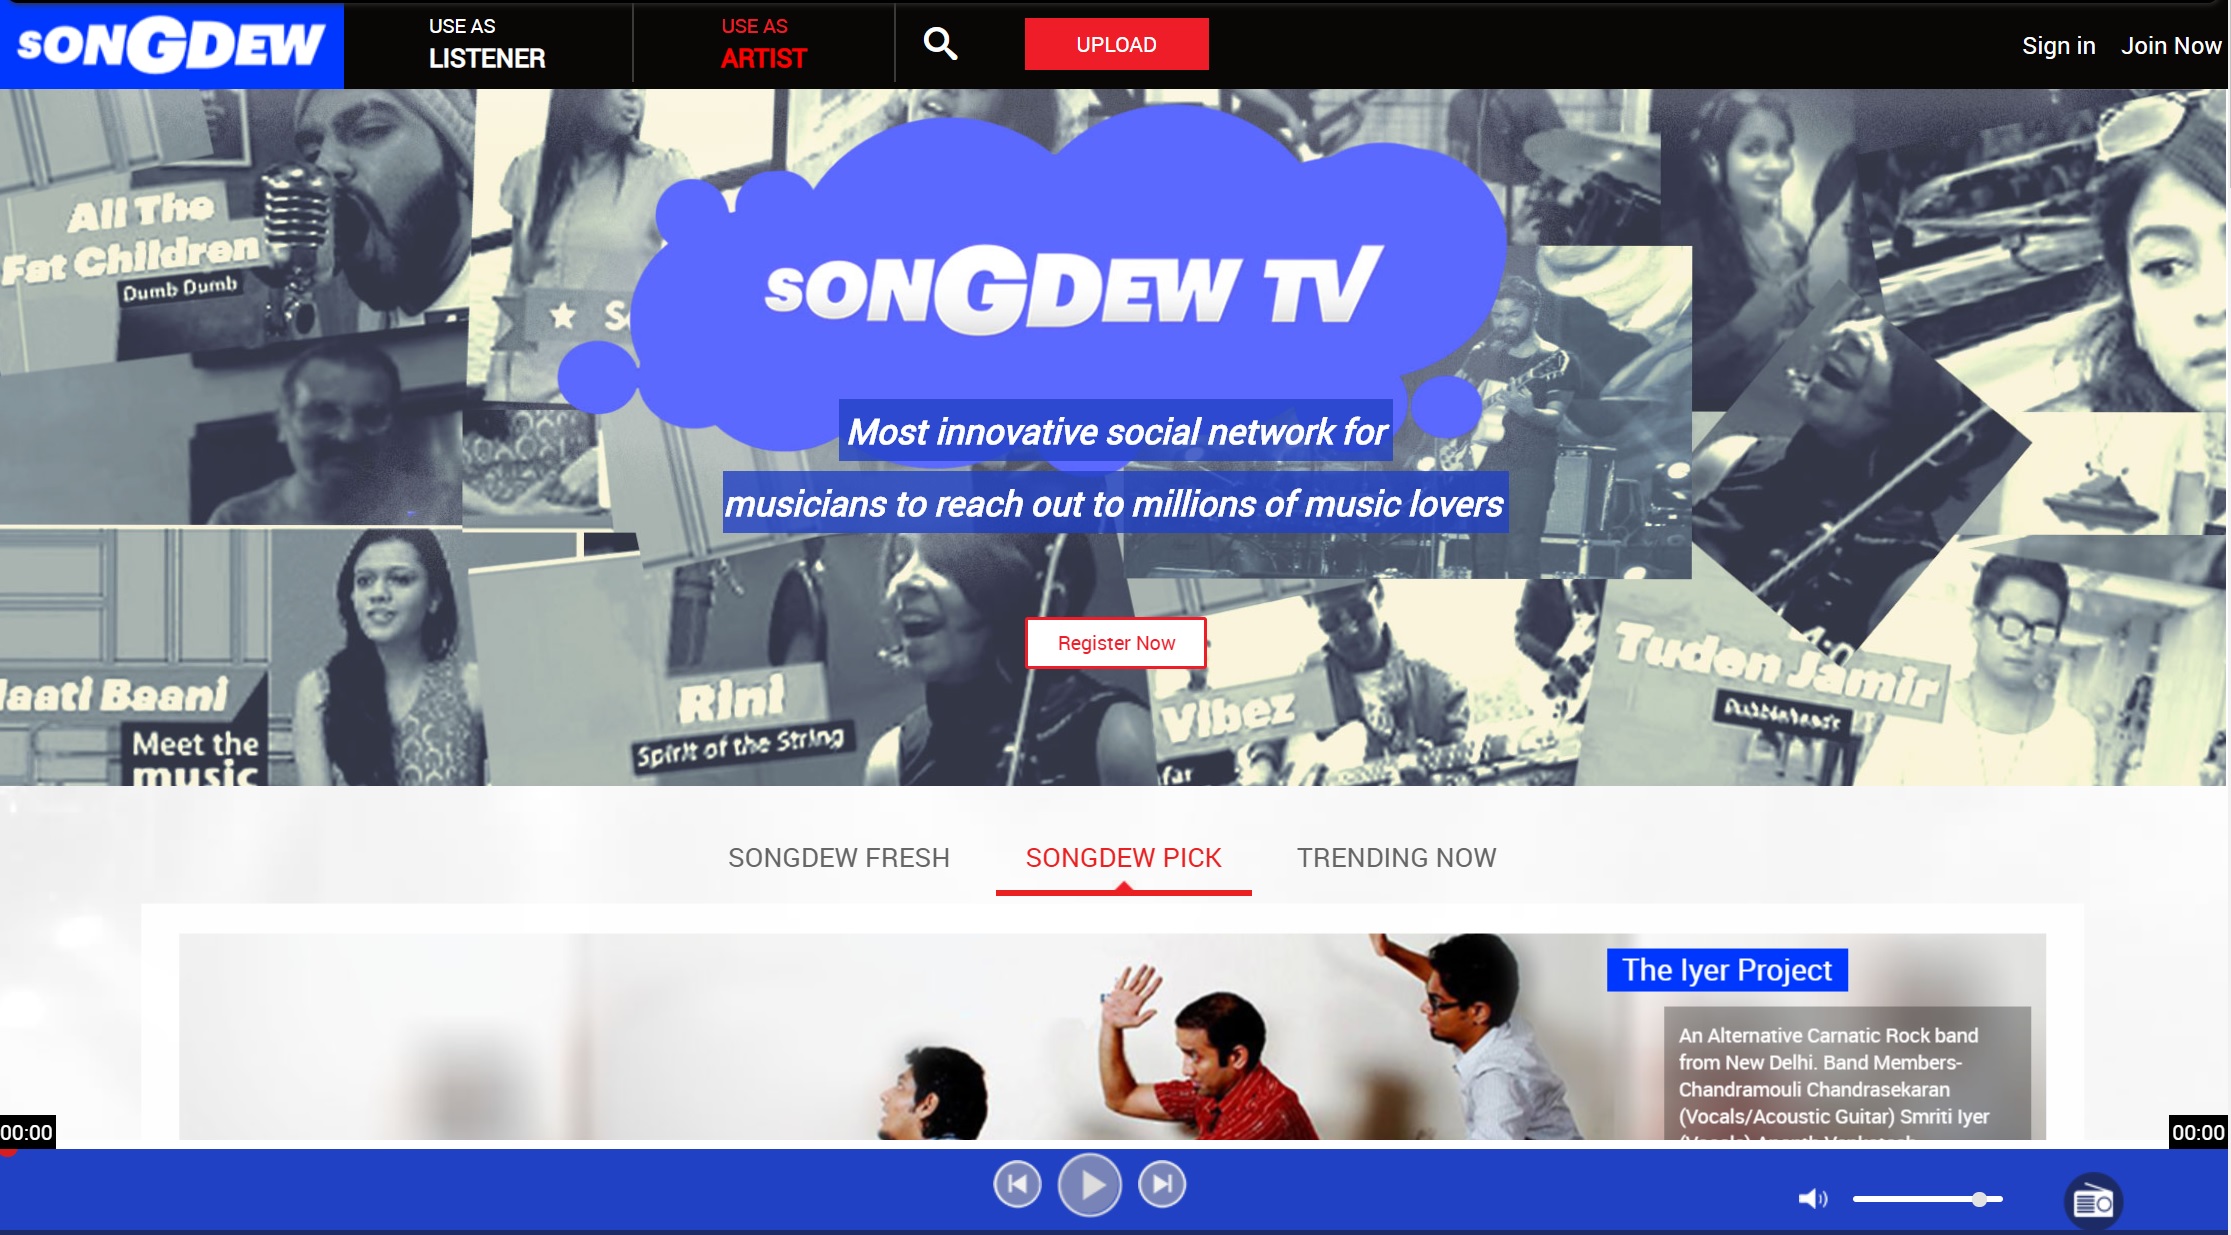 SONGDEW
USE AS
LISTENER
USE AS
ARTIST
UPLOAD
Sign in
Join Now
All The
Fat Children
Dumb Dumb
SONGDEW TV
Most innovative social network for
musicians to reach out to millions of music lovers
Register Now
Baani
Meet the
music
Rini
Spirit of the String
Vibez
Tuden Jamir
SONGDEW FRESH
SONGDEW PICK
TRENDING NOW
The Iyer Project
An Alternative Carnatic Rock band
from New Delhi. Band Members-
Chandramouli Chandrasekaran
(Vocals/Acoustic Guitar) Smriti Iyer
00:00
00:00